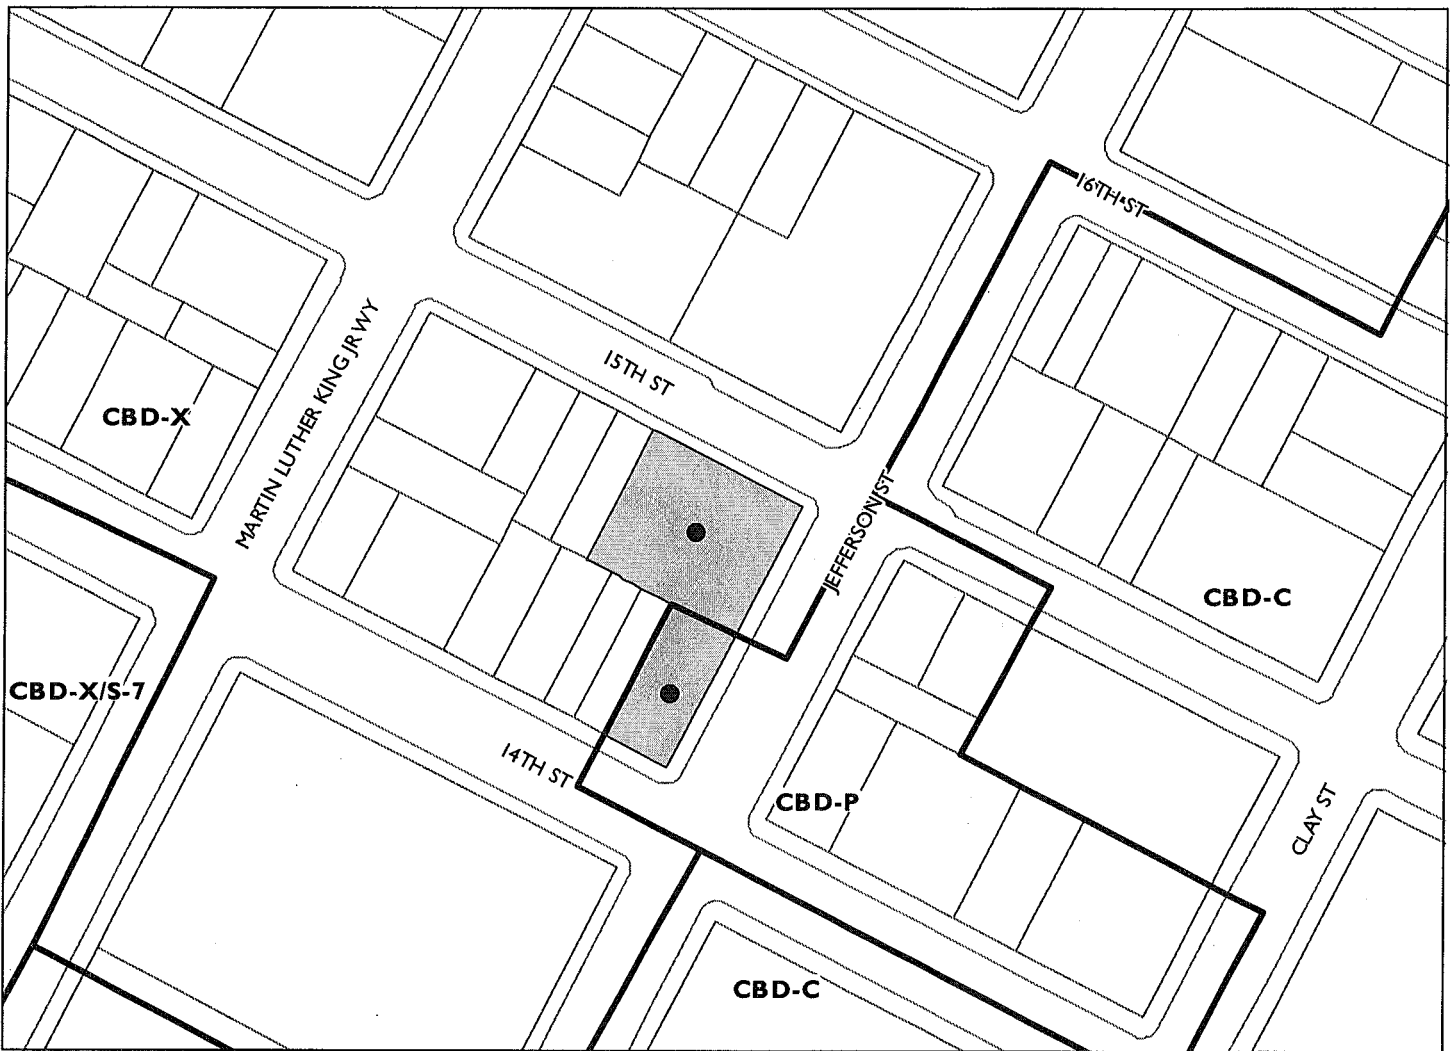 16TH ST
15TH ST
MARTIN LUTHER KING JR WY
CBD-X
JEFFERSON ST
CBD-C
CBD-X/S-7
14TH ST
CBD-P
CLAY ST
CBD-C